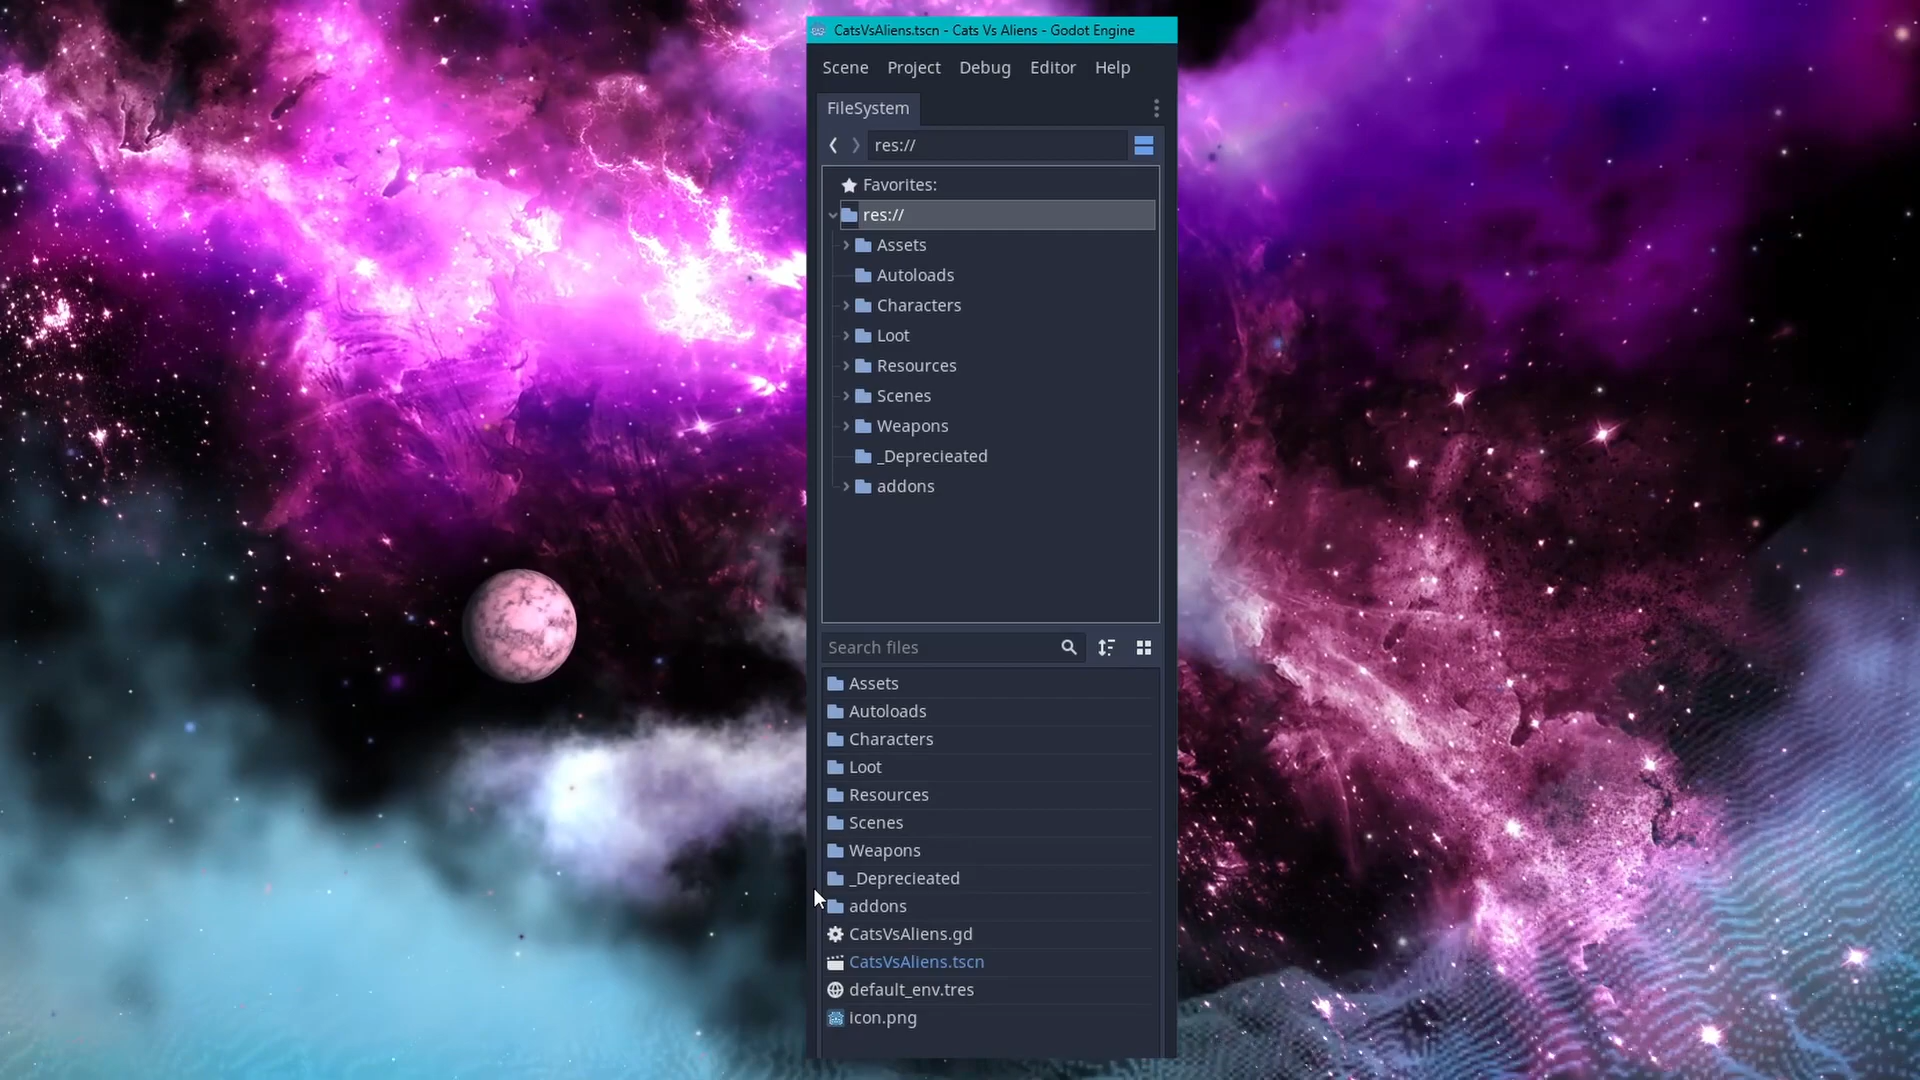 CatsVsAliens.tscn - Cats Vs Aliens - Godot Engine
Scene Project Debug Editor Help
FileSystem
res://
Favorites:
res://
Assets
Autoloads
Characters
Loot
Resources
Scenes
Weapons
_Deprecieated
addons
Search files
Assets
Autoloads
Characters
Loot
Resources
Scenes
Weapons
_Deprecieated
addons
CatsVsAliens.gd
CatsVsAliens.tscn
default_env.tres
icon.png